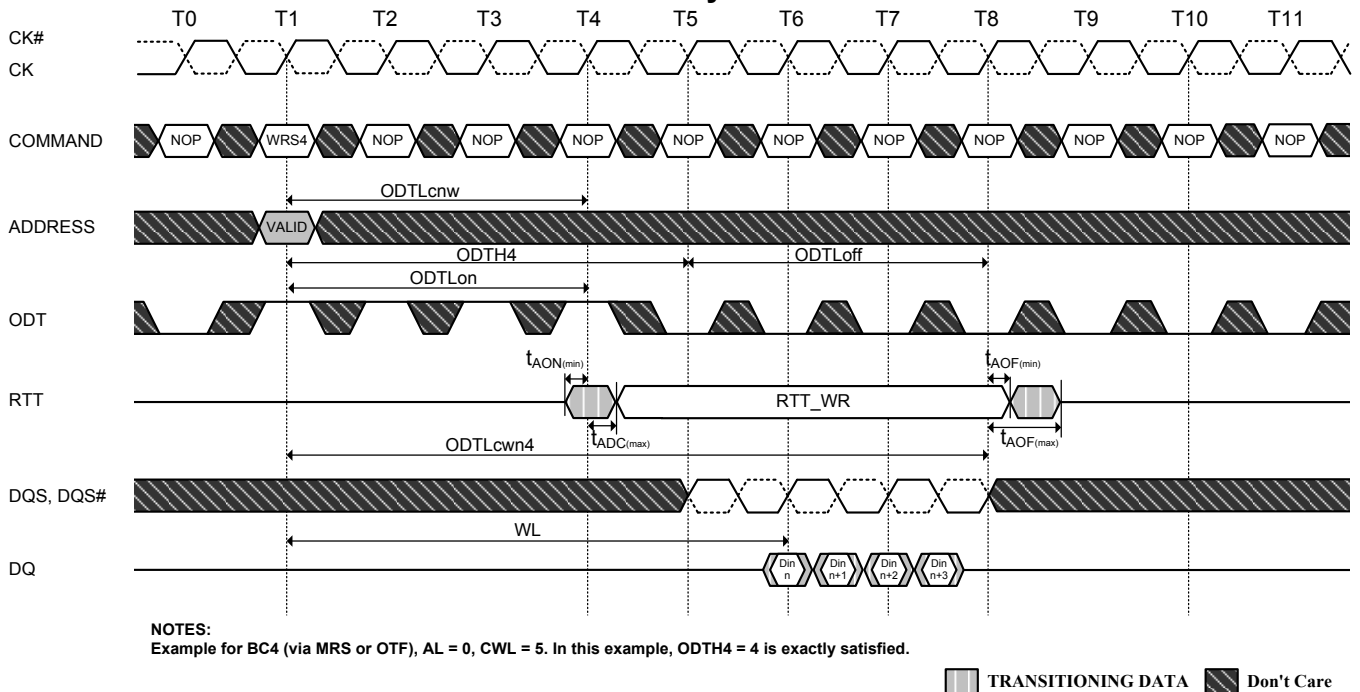 T0 T1 T2 T3 T4 T5 T6 T7 T8 T9 T10 T11
CK#
CK
COMMAND NOP WRS4 NOP NOP NOP NOP NOP NOP NOP NOP NOP NOP
ODTLcnw
ADDRESS VALID
ODTH4 ODTLoff
ODTLon
ODT
tAON(min) tAOF(min)
RTT RTT_WR
tADC(max) tAOF(max)
ODTLcwn4
DQS, DQS#
WL
DQ Din n Din n+1 Din n+2 Din n+3
NOTES:
Example for BC4 (via MRS or OTF), AL = 0, CWL = 5. In this example, ODTH4 = 4 is exactly satisfied.
TRANSITIONING DATA Don't Care